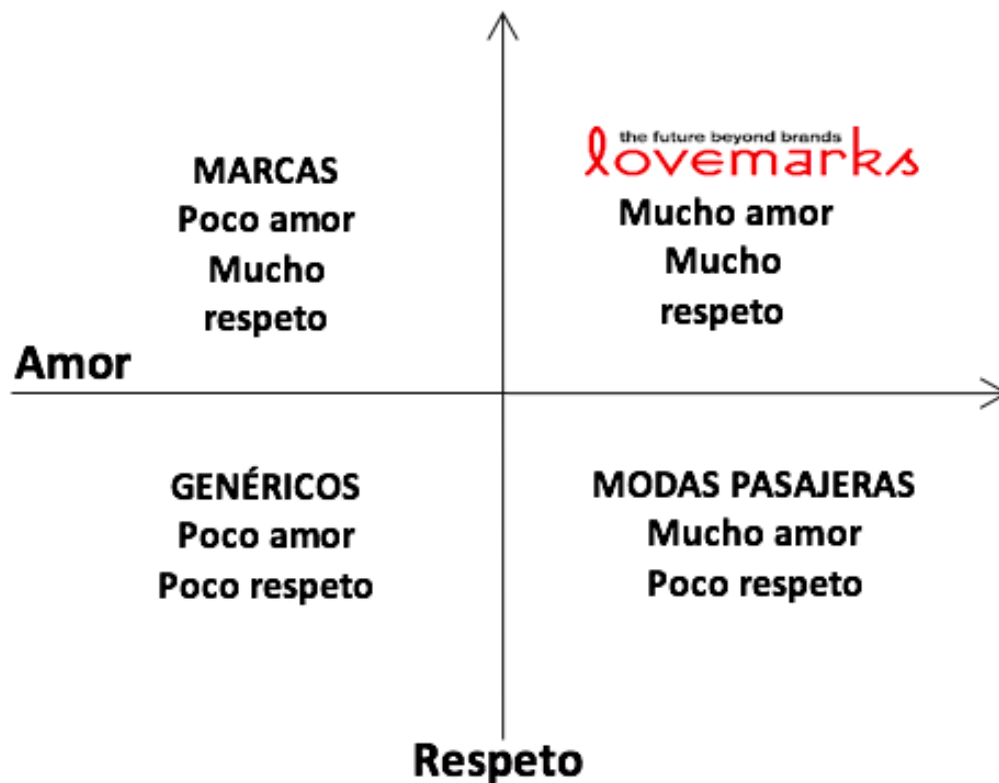 MARCAS
Poco amor
Mucho
respeto
the future beyond brands
lovemarks
Mucho amor
Mucho
respeto
Amor
GENÉRICOS
Poco amor
Poco respeto
MODAS PASAJERAS
Mucho amor
Poco respeto
Respeto